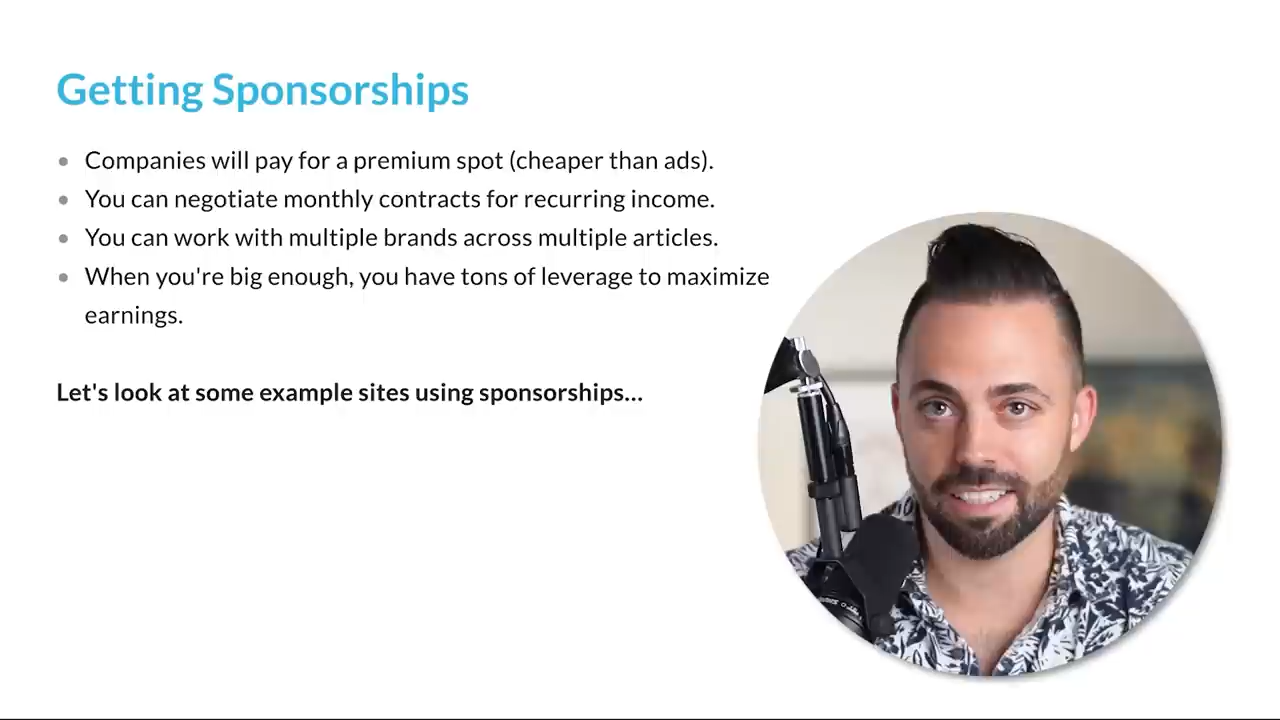 Getting Sponsorships
• Companies will pay for a premium spot (cheaper than ads).
• You can negotiate monthly contracts for recurring income.
• You can work with multiple brands across multiple articles.
• When you're big enough, you have tons of leverage to maximize
earnings.
Let's look at some example sites using sponsorships...